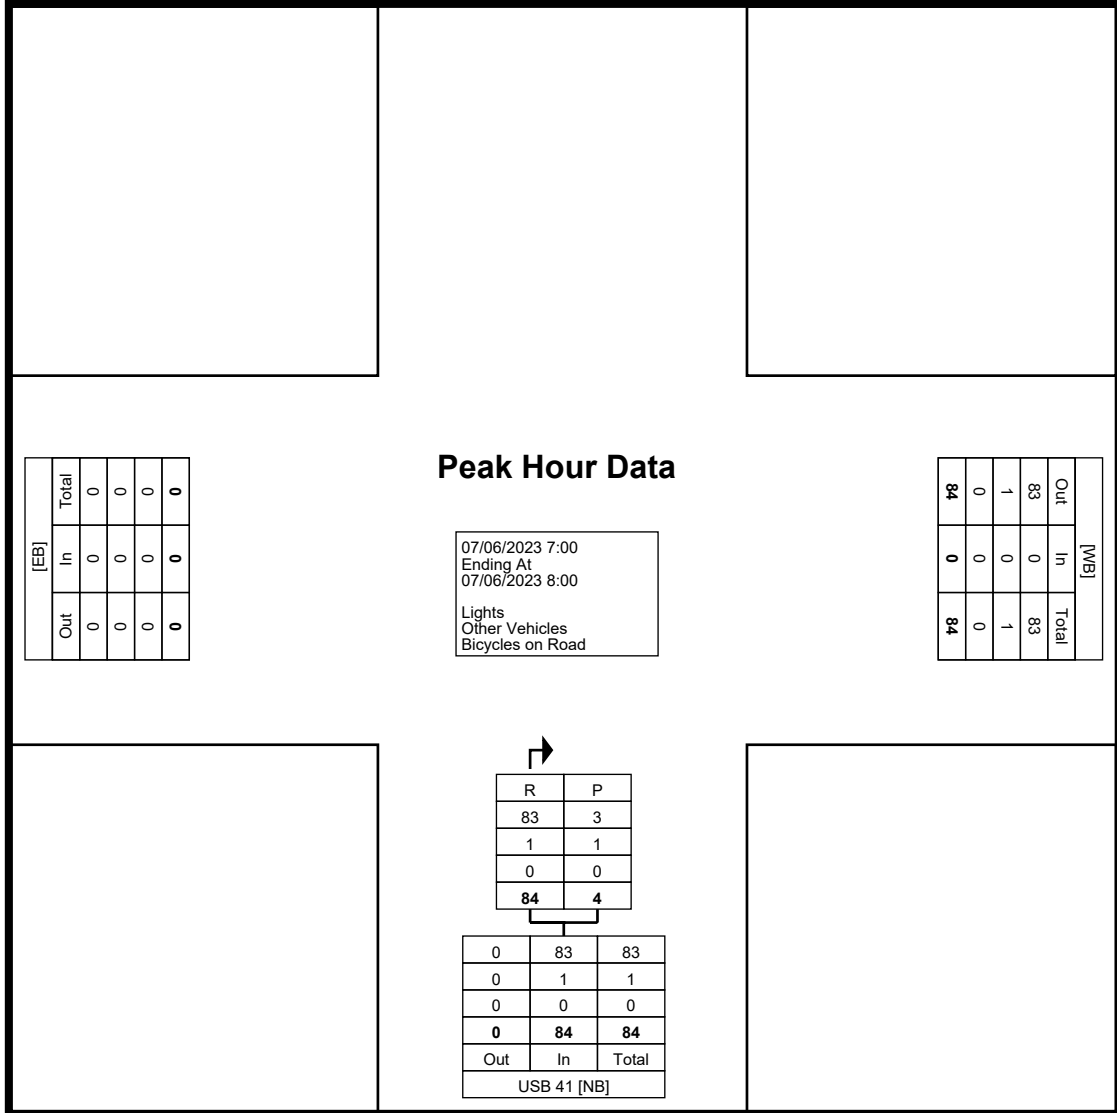 Peak Hour Data
07/06/2023 7:00
Ending At
07/06/2023 8:00
Lights
Other Vehicles
Bicycles on Road
[EB]
Out In Total
0 0 0
0 0 0
0 0 0
0 0 0
[WB]
Out In Total
83 0 83
1 0 1
0 0 0
84 0 84
R P
83 3
1 1
0 0
84 4
0 83 83
0 1 1
0 0 0
0 84 84
Out In Total
USB 41 [NB]